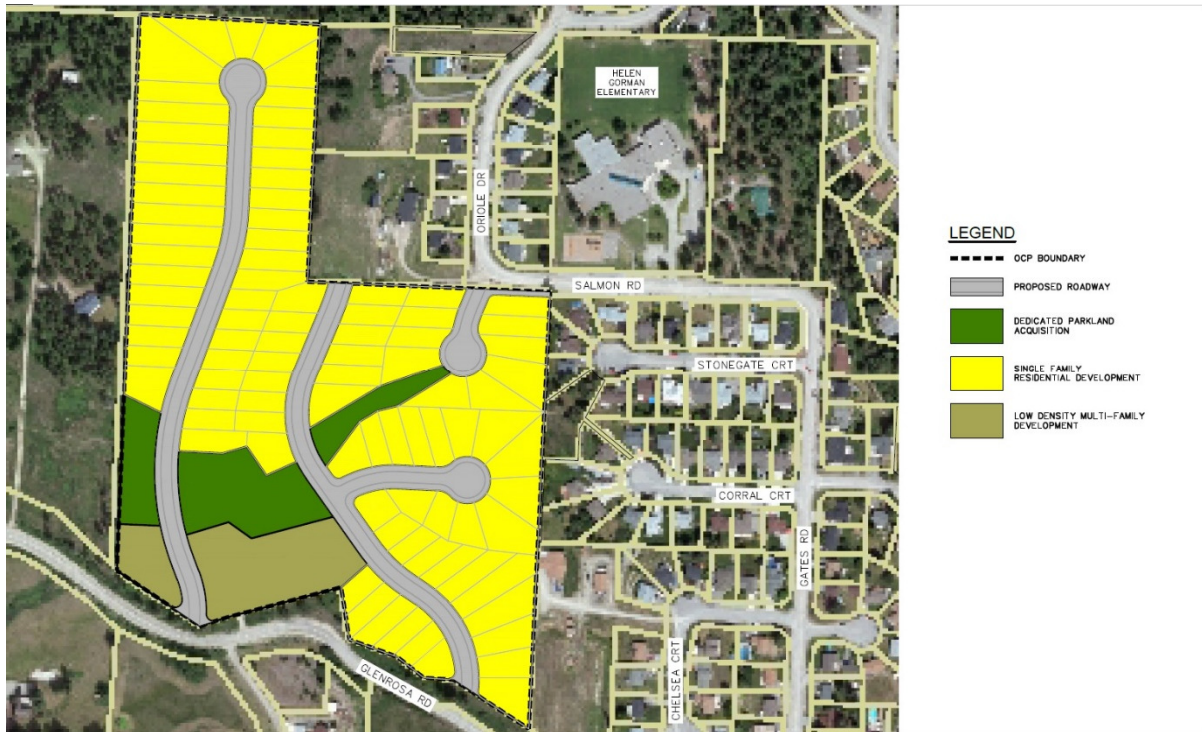 HELEN
GORMAN
ELEMENTARY
ORIOLE DR
SALMON RD
STONEGATE CRT
CORRAL CRT
GATES RD
CHELSEA CRT
GLENROSA RD
LEGEND
OCP BOUNDARY
PROPOSED ROADWAY
DEDICATED PARKLAND
ACQUISITION
SINGLE FAMILY
RESIDENTIAL DEVELOPMENT
LOW DENSITY MULTI-FAMILY
DEVELOPMENT